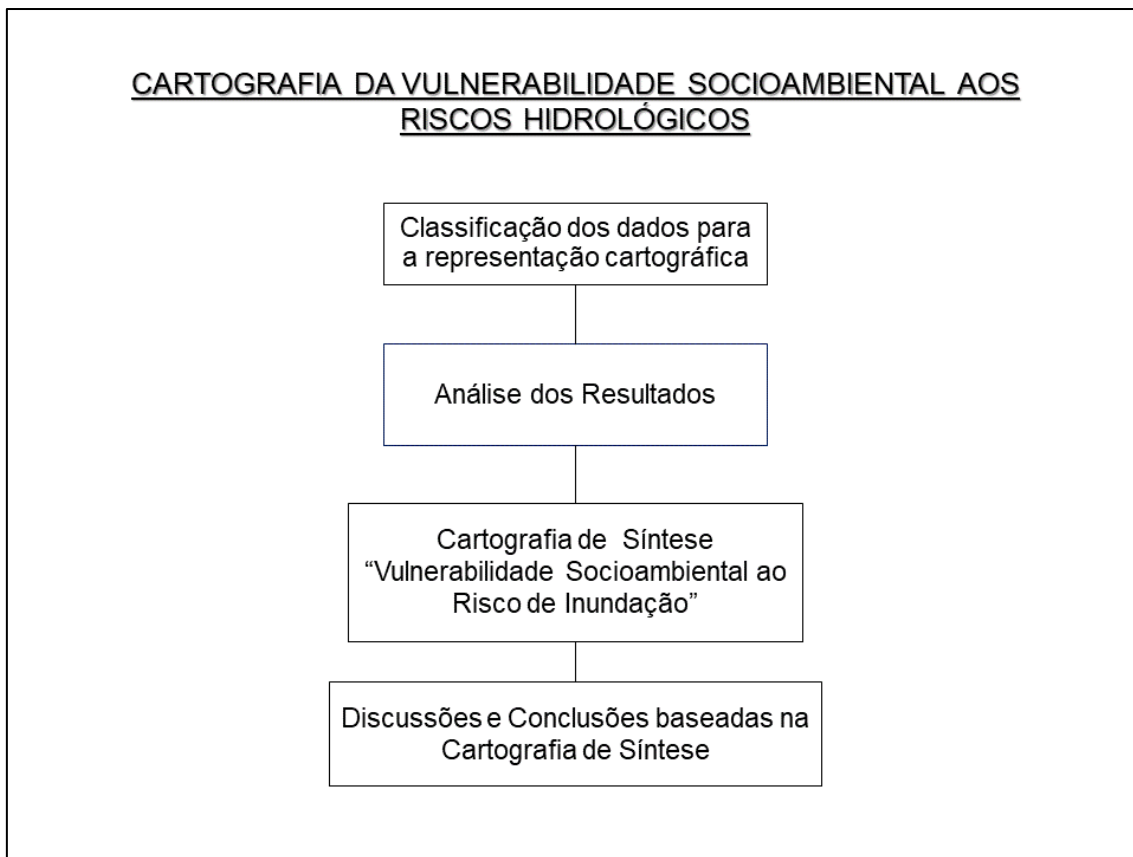 CARTOGRAFIA DA VULNERABILIDADE SOCIOAMBIENTAL AOS
RISCOS HIDROLÓGICOS
Classificação dos dados para
a representação cartográfica
Análise dos Resultados
Cartografia de Síntese
“Vulnerabilidade Socioambiental ao
Risco de Inundação”
Discussões e Conclusões baseadas na
Cartografia de Síntese